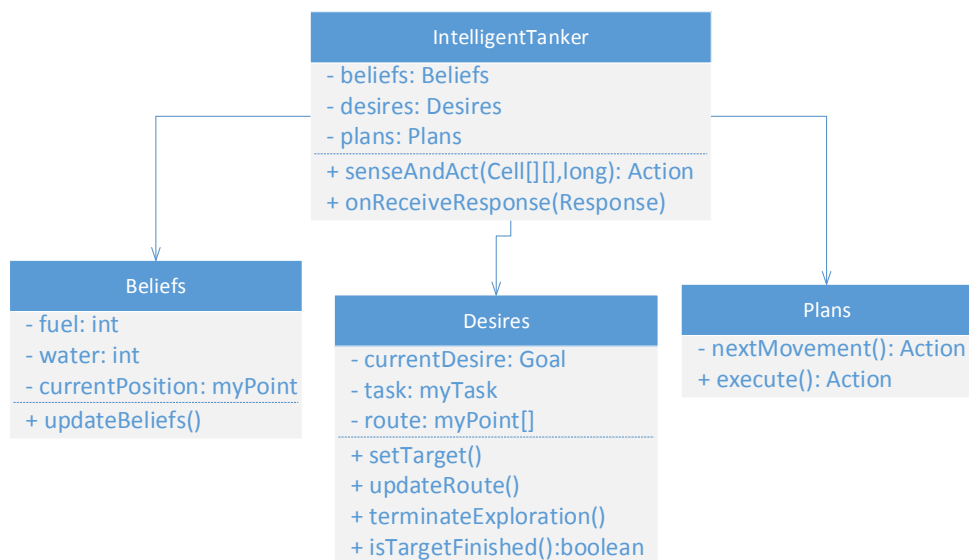 IntelligentTanker
- beliefs: Beliefs
- desires: Desires
- plans: Plans
+ senseAndAct(Cell[][],long): Action
+ onReceiveResponse(Response)
Beliefs
- fuel: int
- water: int
- currentPosition: myPoint
+ updateBeliefs()
Desires
- currentDesire: Goal
- task: myTask
- route: myPoint[]
+ setTarget()
+ updateRoute()
+ terminateExploration()
+ isTargetFinished():boolean
Plans
- nextMovement(): Action
+ execute(): Action